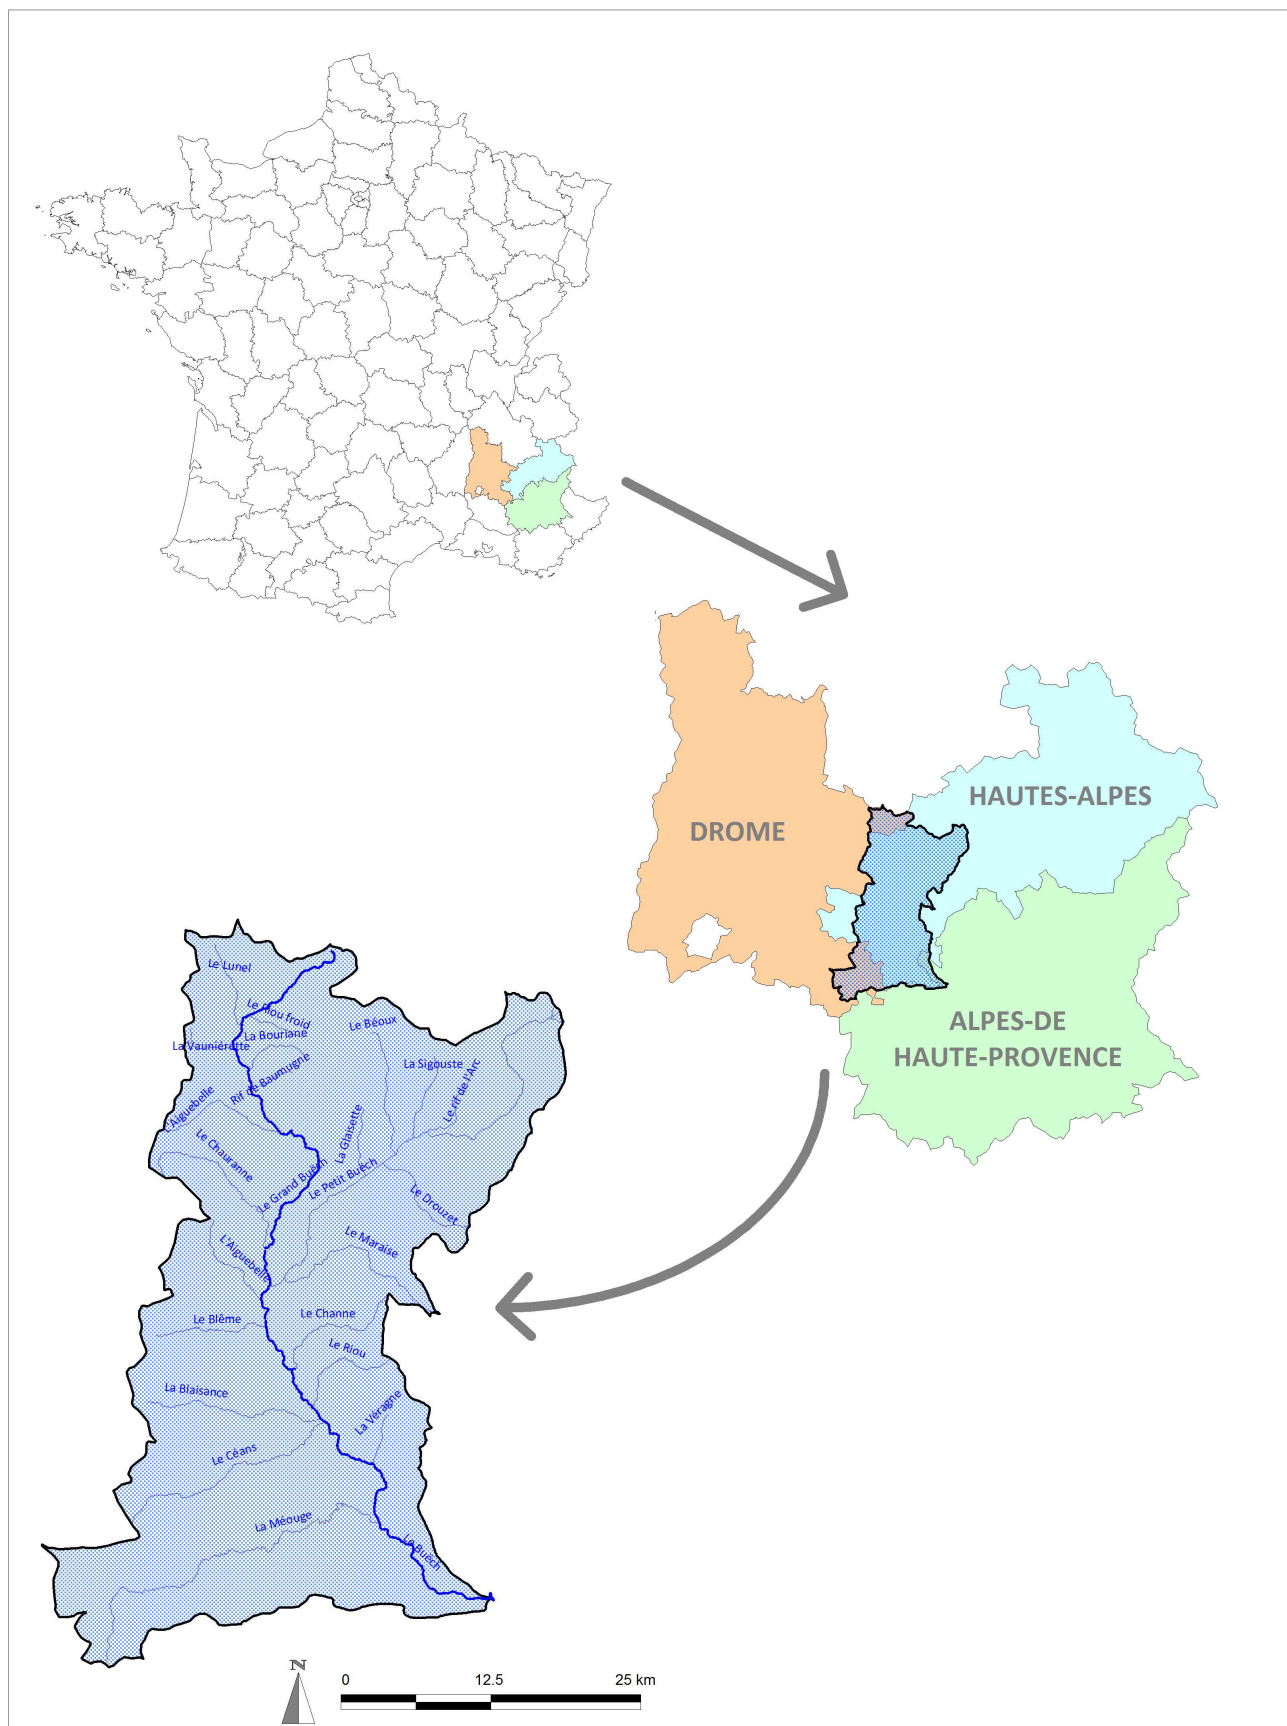 HAUTES-ALPES
DROME
ALPES-DE
HAUTE-PROVENCE
Le Lunel
Le Riou froid
La Bouriane
Le Béoux
La Vauniérette
Rif de Baumugne
La Sigouste
Le rif de l'Arc
L'Aiguebelle
La Glaisette
Le Chauranne
Le Grand Buëch
Le Petit Buëch
Le Drouzet
L'Aiguebelle
Le Maraise
Le Channe
Le Blême
Le Riou
La Blaisance
La Véragne
Le Céans
La Méouge
Le Buëch
N
0 12.5 25 km